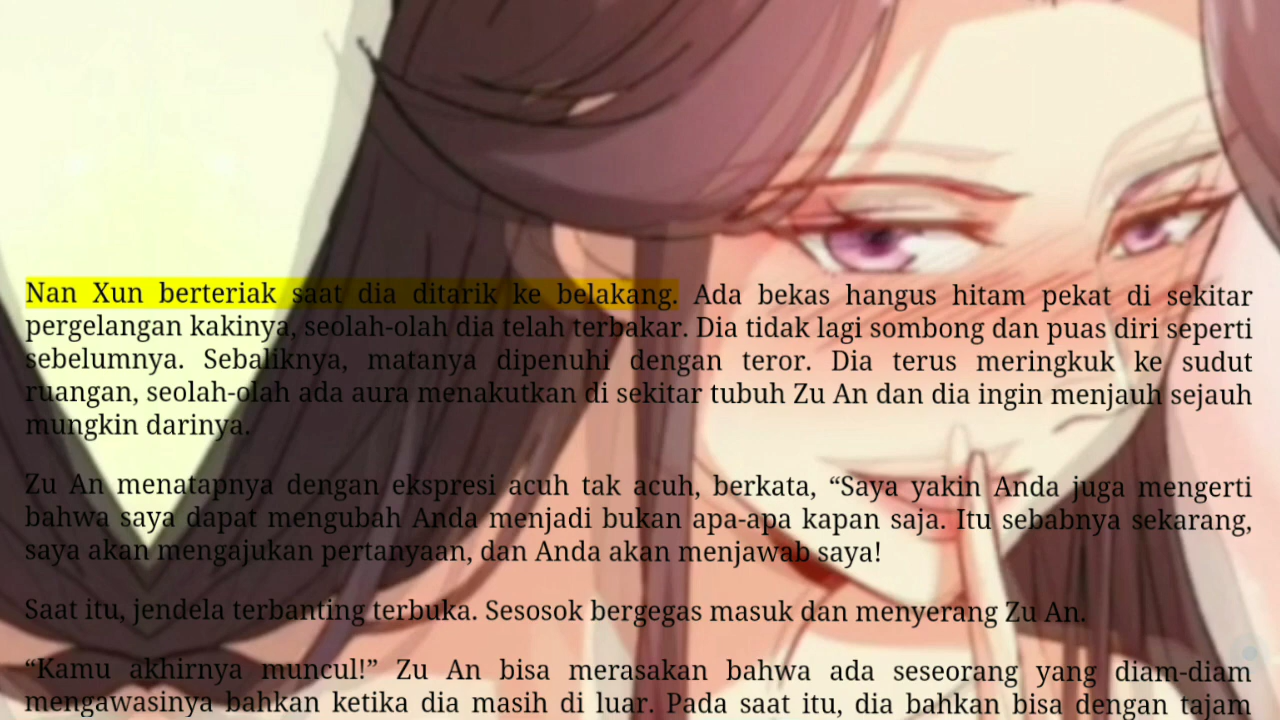 Nan Xun berteriak saat dia ditarik ke belakang. Ada bekas hangus hitam pekat di sekitar
pergelangan kakinya, seolah-olah dia telah terbakar. Dia tidak lagi sombong dan puas diri seperti
sebelumnya. Sebaliknya, matanya dipenuhi dengan teror. Dia terus meringkuk ke sudut
ruangan, seolah-olah ada aura menakutkan di sekitar tubuh Zu An dan dia ingin menjauh sejauh
mungkin darinya.
Zu An menatapnya dengan ekspresi acuh tak acuh, berkata, “Saya yakin Anda juga mengerti
bahwa saya dapat mengubah Anda menjadi bukan apa-apa kapan saja. Itu sebabnya sekarang,
saya akan mengajukan pertanyaan, dan Anda akan menjawab saya!
Saat itu, jendela terbanting terbuka. Sesosok bergegas masuk dan menyerang Zu An.
“Kamu akhirnya muncul!” Zu An bisa merasakan bahwa ada seseorang yang diam-diam
mengawasinya bahkan ketika dia masih di luar. Pada saat itu, dia bahkan bisa dengan tajam